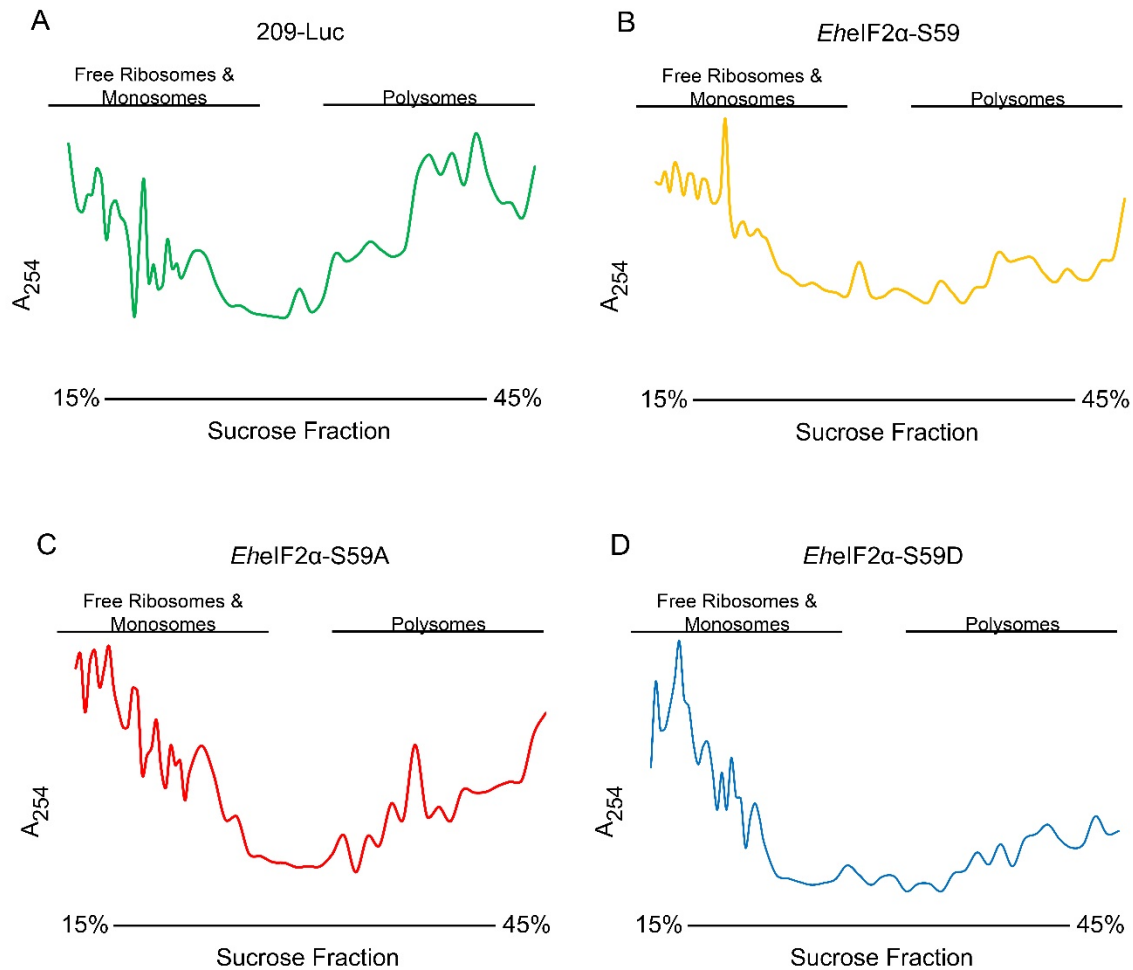 A
209-Luc
Free Ribosomes &
Monosomes
Polysomes
A254
15%
45%
Sucrose Fraction
B
EheIF2α-S59
Free Ribosomes &
Monosomes
Polysomes
A254
15%
45%
Sucrose Fraction
C
EheIF2α-S59A
Free Ribosomes &
Monosomes
Polysomes
A254
15%
45%
Sucrose Fraction
D
EheIF2α-S59D
Free Ribosomes &
Monosomes
Polysomes
A254
15%
45%
Sucrose Fraction